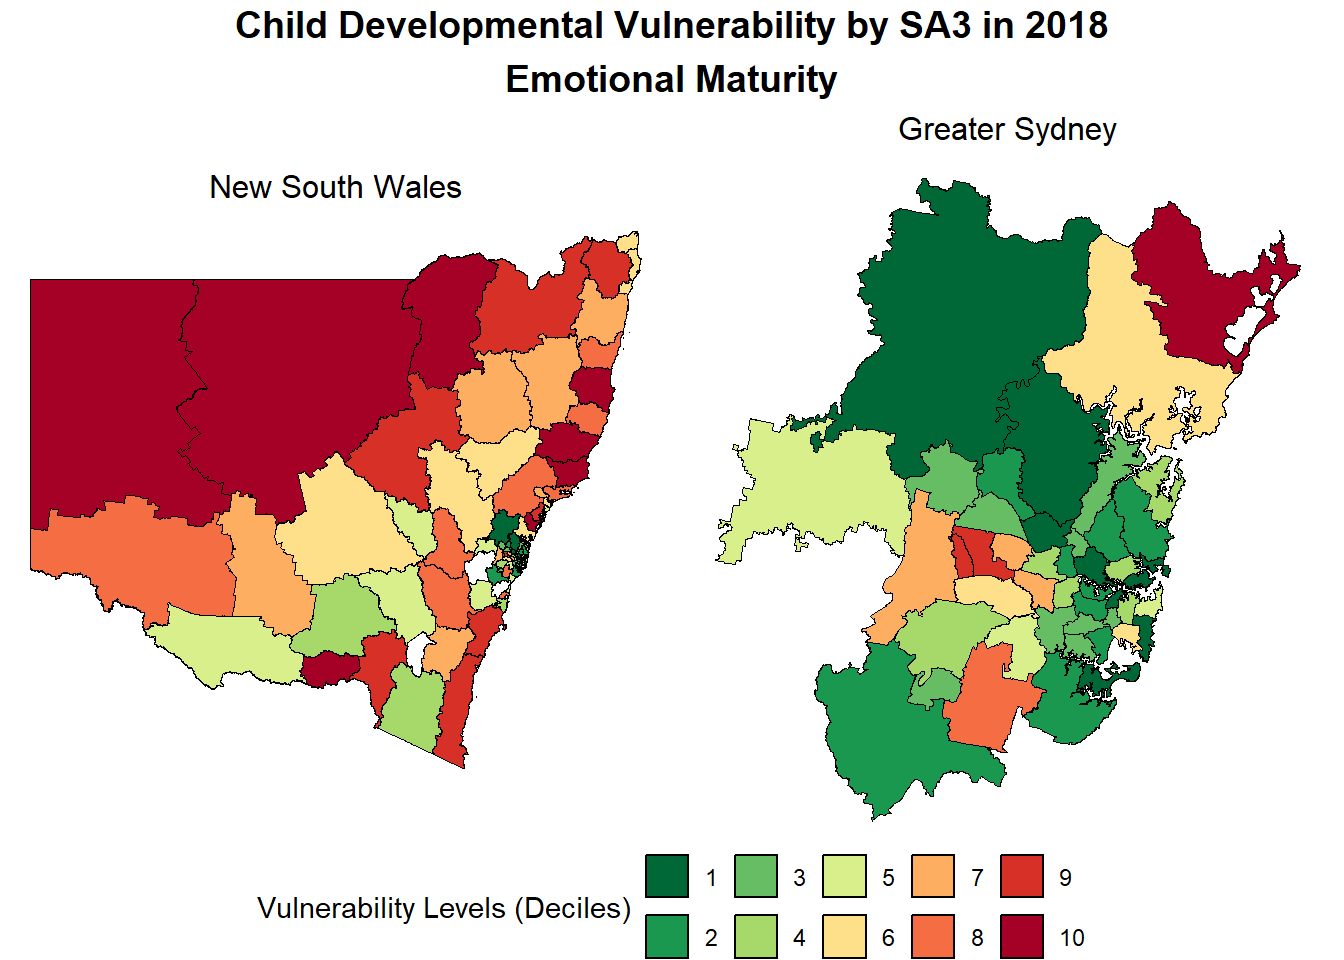 Child Developmental Vulnerability by SA3 in 2018
Emotional Maturity
Greater Sydney
New South Wales
Vulnerability Levels (Deciles)
1 3 5 7 9
2 4 6 8 10